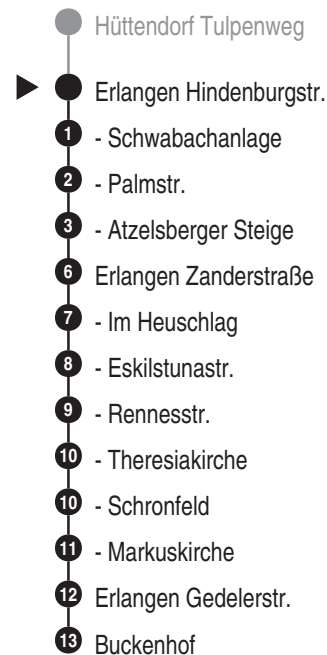 Hüttendorf Tulpenweg
Erlangen Hindenburgstr.
1 - Schwabachanlage
2 - Palmstr.
3 - Atzelsberger Steige
6 Erlangen Zanderstraße
7 - Im Heuschlag
8 - Eskilstunastr.
9 - Rennesstr.
10 - Theresiakirche
10 - Schronfeld
11 - Markuskirche
12 Erlangen Gedelerstr.
13 Buckenhof